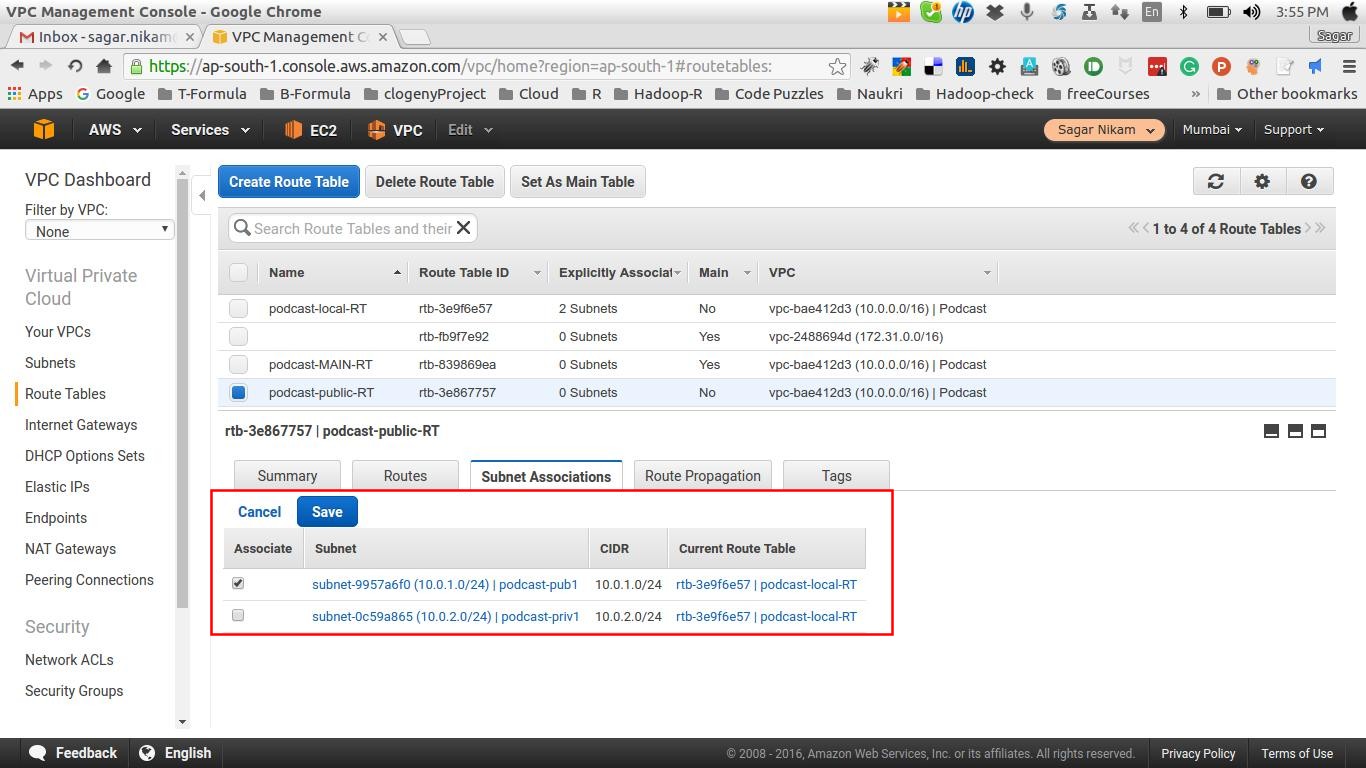 VPC Management Console - Google Chrome
En 3:55 PM
Inbox - sagar.nikam
VPC Management C
Sagar
https://ap-south-1.console.aws.amazon.com/vpc/home?region=ap-south-1#routetables:
Apps Google T-Formula B-Formula clogenyProject Cloud R Hadoop-R Code Puzzles Naukri Hadoop-check freeCourses » Other bookmarks
AWS Services EC2 VPC Edit Sagar Nikam Mumbai Support
VPC Dashboard
Filter by VPC:
None
Virtual Private
Cloud
Your VPCs
Subnets
Route Tables
Internet Gateways
DHCP Options Sets
Elastic IPs
Endpoints
NAT Gateways
Peering Connections
Security
Network ACLs
Security Groups
Create Route Table Delete Route Table Set As Main Table
Search Route Tables and their
1 to 4 of 4 Route Tables
Name Route Table ID Explicitly Associat Main VPC
podcast-local-RT rtb-3e9f6e57 2 Subnets No vpc-bae412d3 (10.0.0.0/16) | Podcast
rtb-fb9f7e92 0 Subnets Yes vpc-2488694d (172.31.0.0/16)
podcast-MAIN-RT rtb-839869ea 0 Subnets Yes vpc-bae412d3 (10.0.0.0/16) | Podcast
podcast-public-RT rtb-3e867757 0 Subnets No vpc-bae412d3 (10.0.0.0/16) | Podcast
rtb-3e867757 | podcast-public-RT
Summary Routes Subnet Associations Route Propagation Tags
Cancel Save
Associate Subnet CIDR Current Route Table
subnet-9957a6f0 (10.0.1.0/24) | podcast-pub1 10.0.1.0/24 rtb-3e9f6e57 | podcast-local-RT
subnet-0c59a865 (10.0.2.0/24) | podcast-priv1 10.0.2.0/24 rtb-3e9f6e57 | podcast-local-RT
Feedback English © 2008 - 2016, Amazon Web Services, Inc. or its affiliates. All rights reserved. Privacy Policy Terms of Use